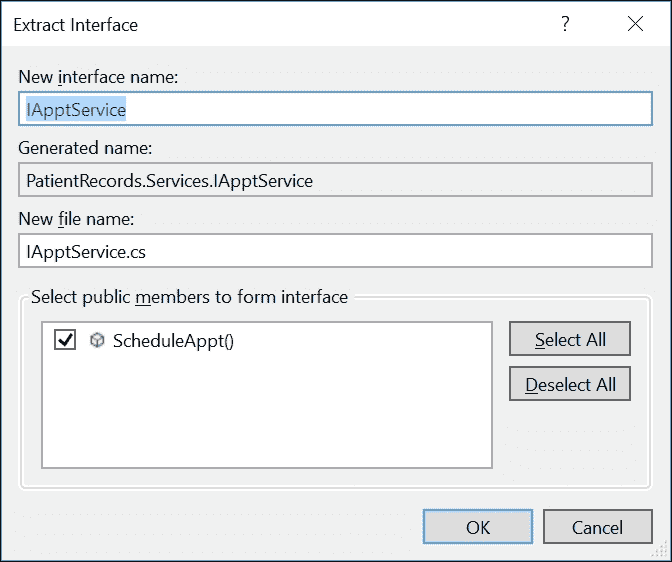 Extract Interface
New interface name:
IApptService
Generated name:
PatientRecords.Services.IApptService
New file name:
IApptService.cs
Select public members to form interface
ScheduleAppt()
Select All
Deselect All
OK
Cancel